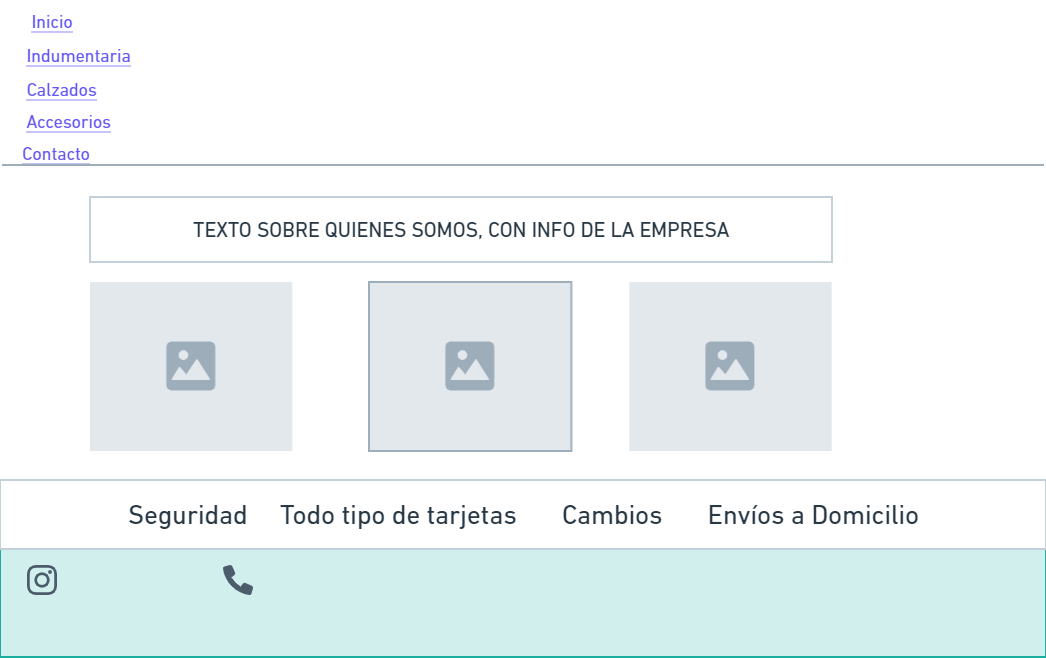 Inicio
Indumentaria
Calzados
Accesorios
Contacto
TEXTO SOBRE QUIENES SOMOS, CON INFO DE LA EMPRESA
Seguridad Todo tipo de tarjetas Cambios Envíos a Domicilio